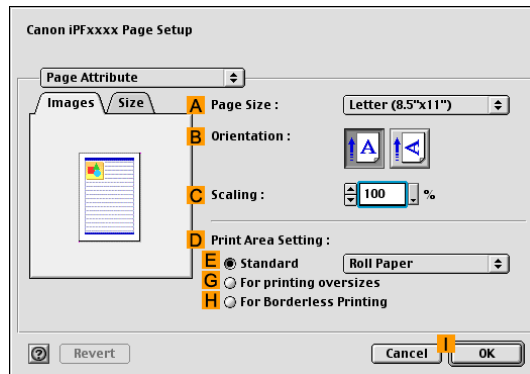 Canon iPFxxxx Page Setup
Page Attribute
Images Size
A Page Size : Letter (8.5"x11")
B Orientation : A A
C Scaling : 100 %
D Print Area Setting :
E Standard Roll Paper
G For printing oversizes
H For Borderless Printing
? Revert Cancel I OK